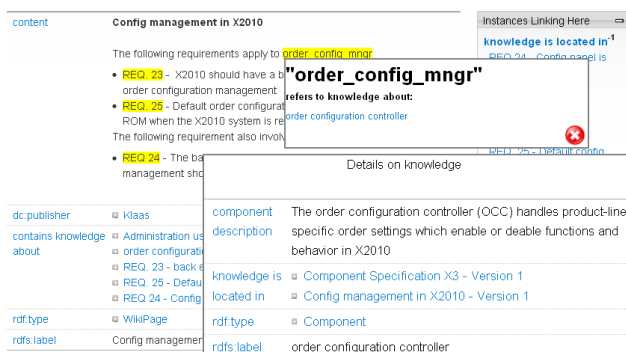 content
Config management in X2010
The following requirements apply to order_config_mngr
REQ. 23 - X2010 should have a b
order configuration management
REQ. 25 - Default order configurat
ROM when the X2010 system is re
The following requirement also involv
REQ 24 - The ba
management sho
dc:publisher
Klaas
contains knowledge about
Administration us
order configuratio
REQ. 23 - back e
REQ. 25 - Defau
REQ 24 - Config
rdf:type
WikiPage
rdfs:label
Config managemer
Instances Linking Here
knowledge is located in-1
REQ 24 - Config panel is
REQ. 25 - Default config
"order_config_mngr"
refers to knowledge about:
order configuration controller
Details on knowledge
component description
The order configuration controller (OCC) handles product-line
specific order settings which enable or deable functions and
behavior in X2010
knowledge is located in
Component Specification X3 - Version 1
Config management in X2010 - Version 1
rdf:type
Component
rdfs:label
order configuration controller